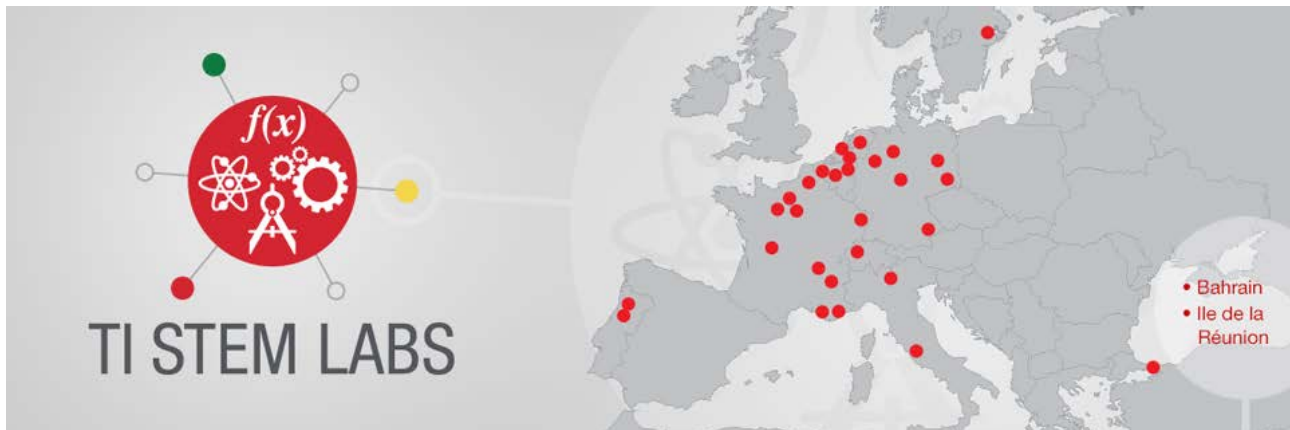 f(x)
TI STEM LABS
• Bahrain
• Ile de la
Réunion